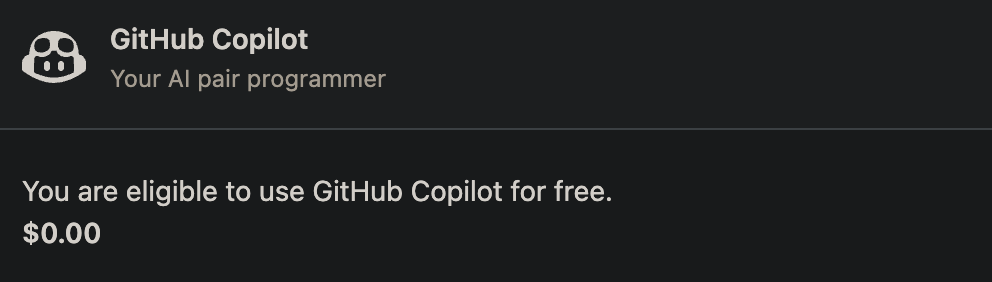 GitHub Copilot
Your AI pair programmer
You are eligible to use GitHub Copilot for free.
$0.00